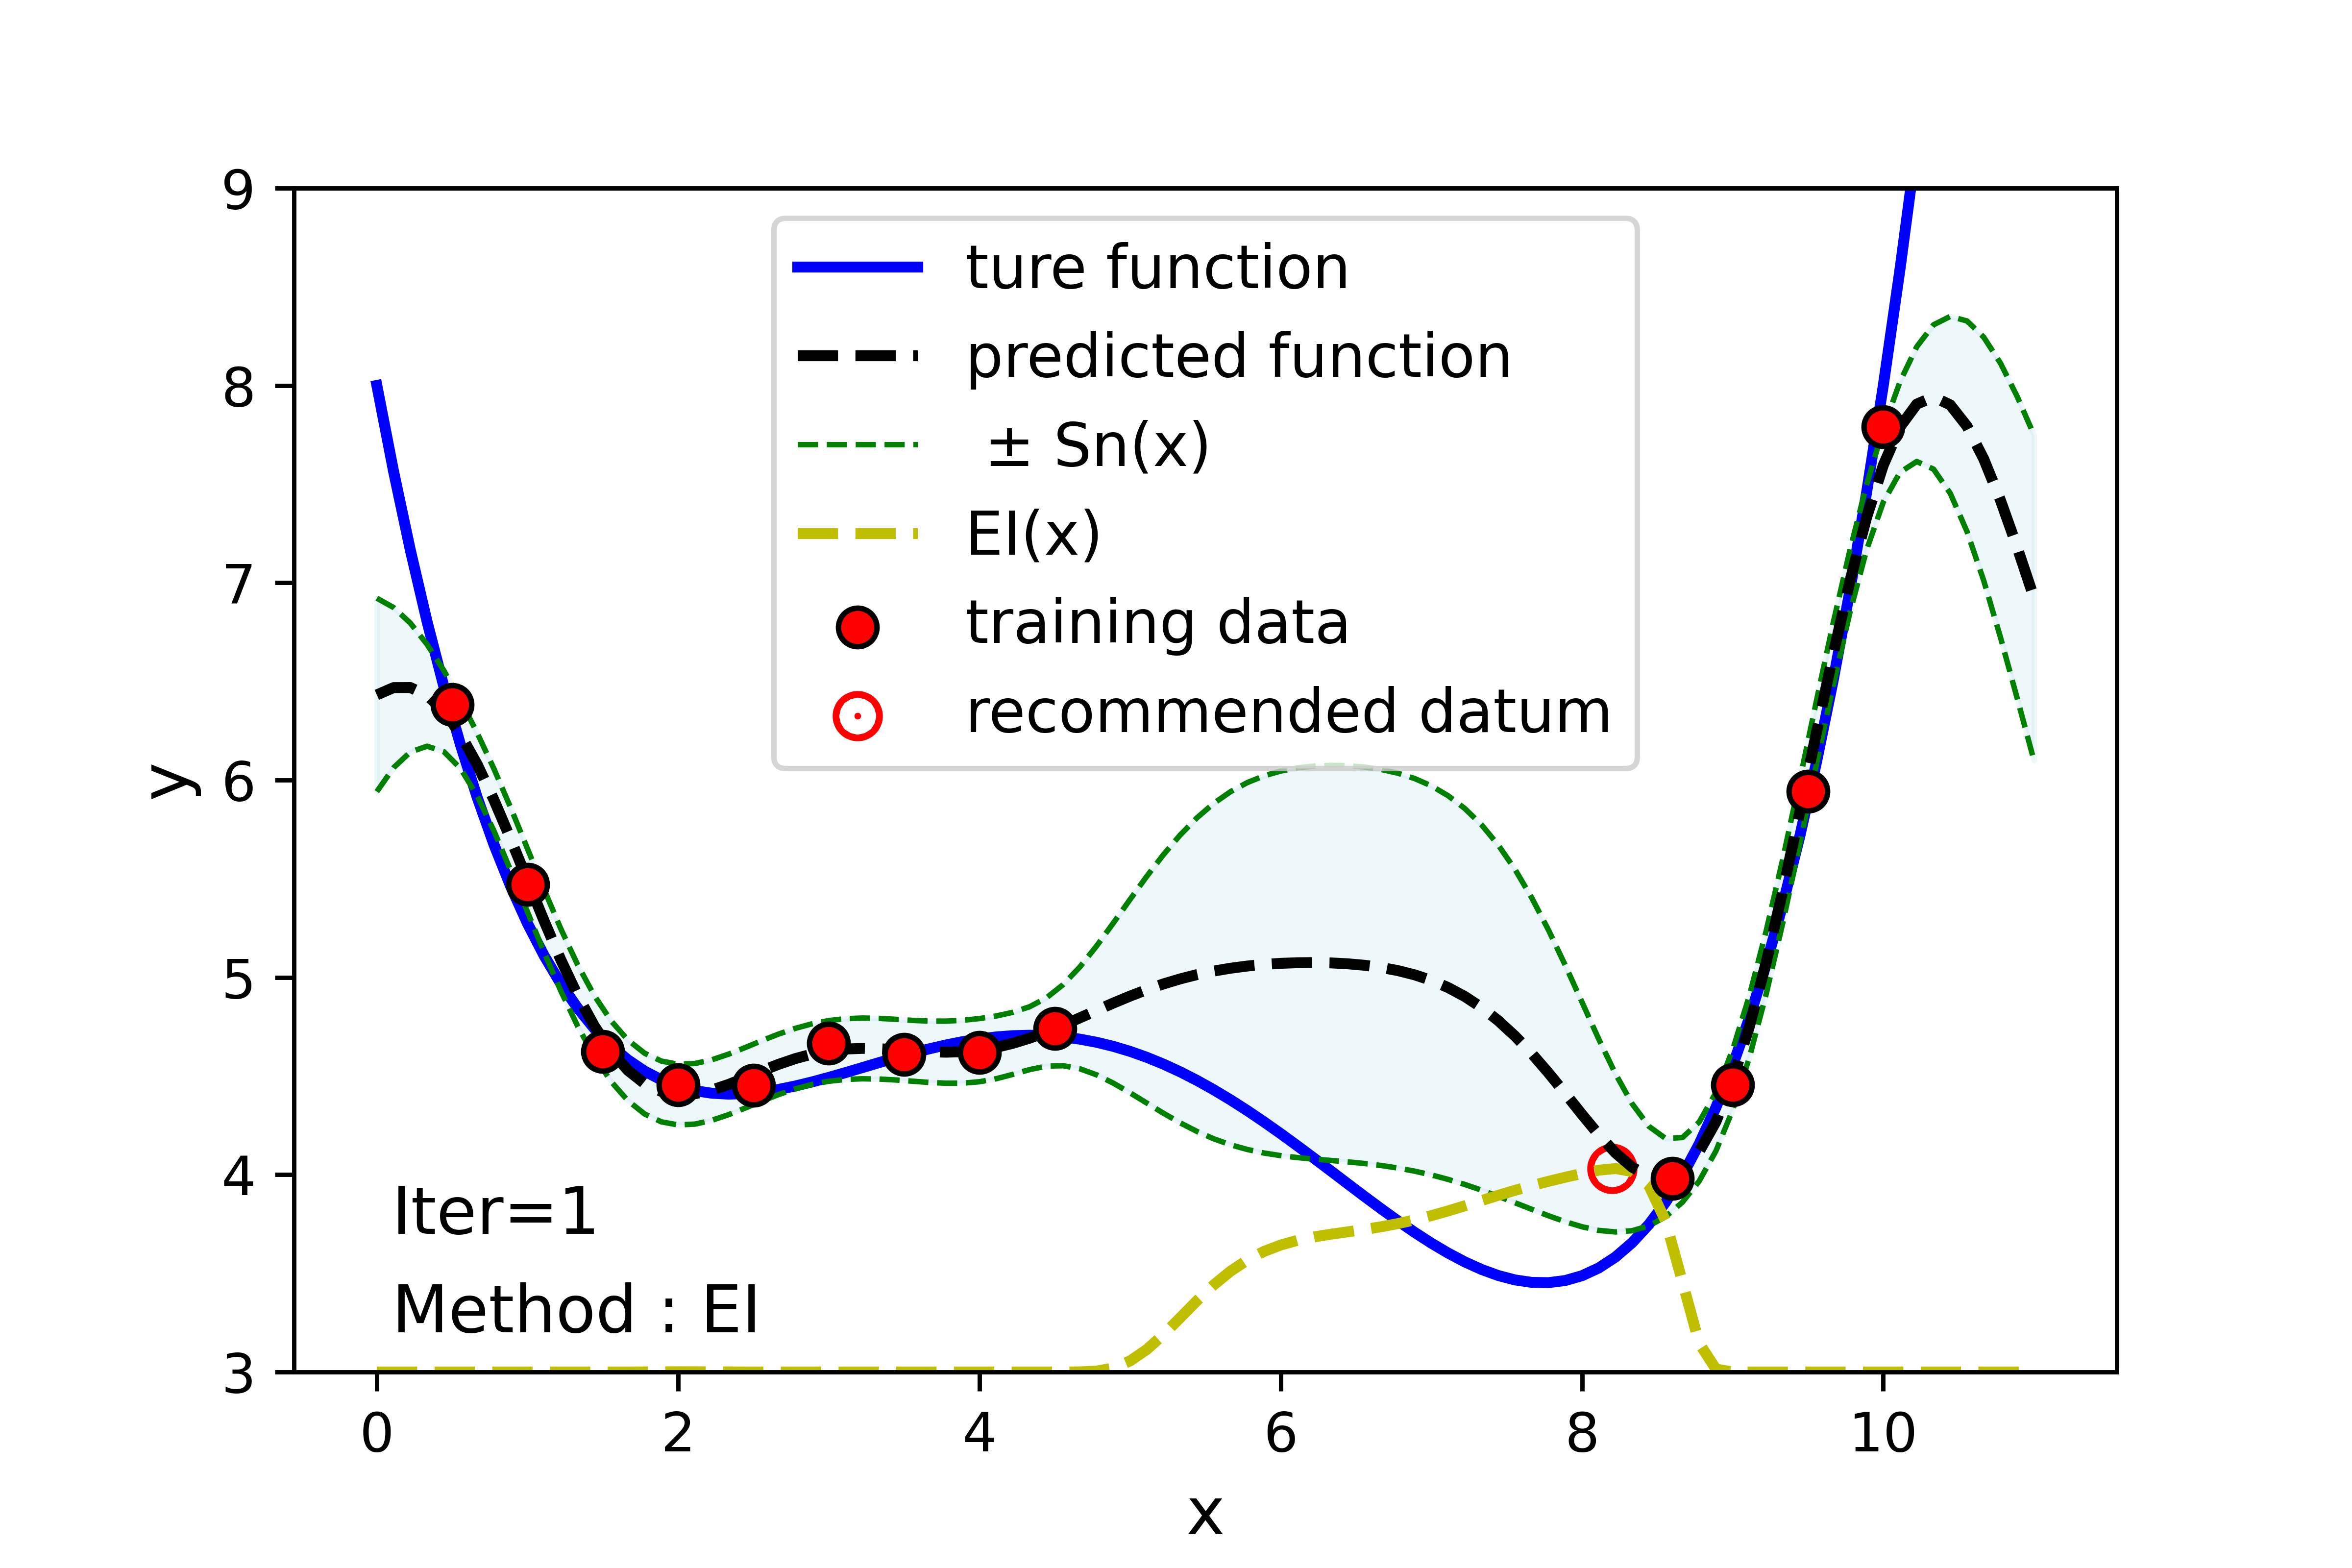 9
8
7
6
5
4
3
y
ture function
predicted function
± Sn(x)
EI(x)
training data
recommended datum
Iter=1
Method : EI
0 2 4 6 8 10
x